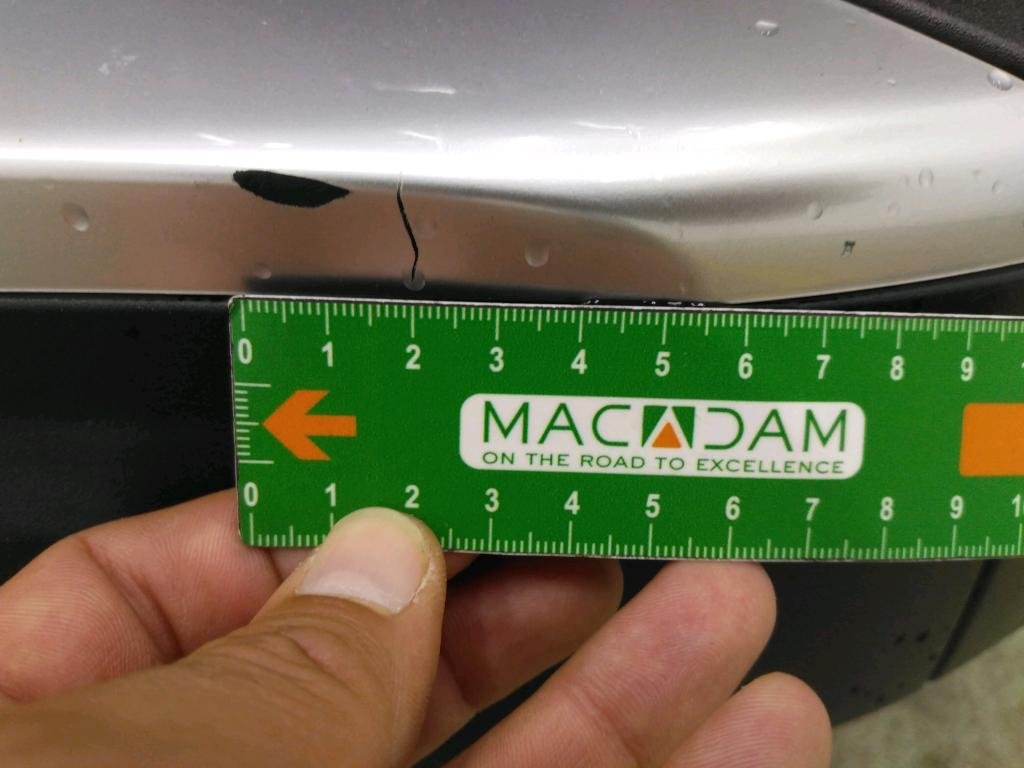 0 1 2 3 4 5 6 7 8 9
MACADAM
ON THE ROAD TO EXCELLENCE
0 1 2 3 4 5 6 7 8 9